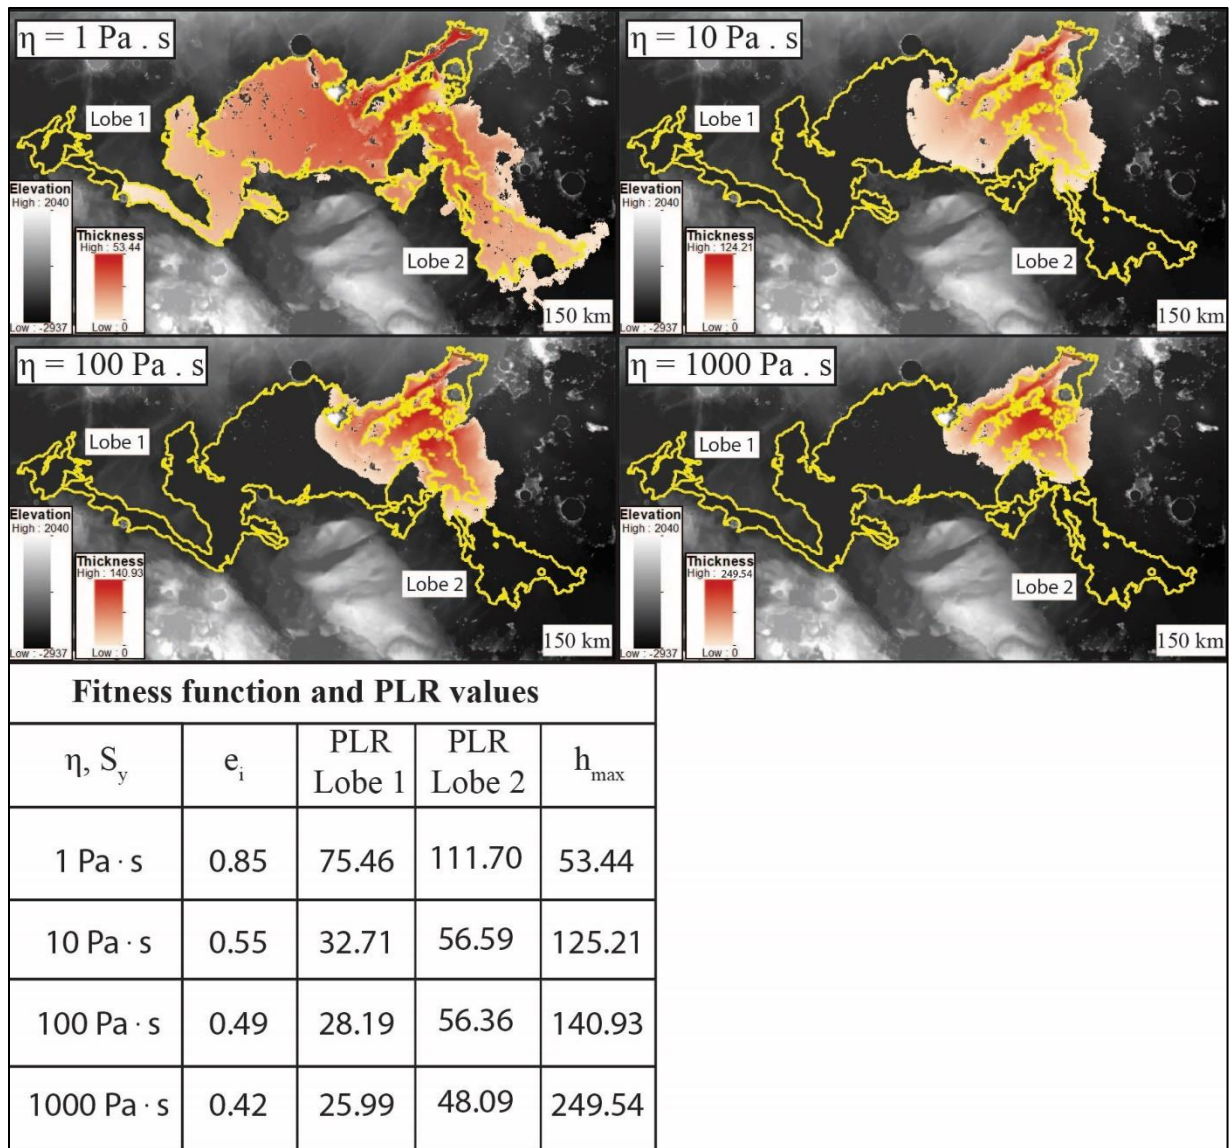 η = 1 Pa . s
Lobe 1
Elevation
High : 2040
Low : -2937
Thickness
High : 53.44
Low : 0
Lobe 2
150 km
η = 10 Pa . s
Lobe 1
Elevation
High : 2040
Low : -2937
Thickness
High : 124.21
Low : 0
Lobe 2
150 km
η = 100 Pa . s
Lobe 1
Elevation
High : 2040
Low : -2937
Thickness
High : 140.93
Low : 0
Lobe 2
150 km
η = 1000 Pa . s
Lobe 1
Elevation
High : 2040
Low : -2937
Thickness
High : 249.54
Low : 0
Lobe 2
150 km
Fitness function and PLR values
η, Sy ei PLR Lobe 1 PLR Lobe 2 hmax
1 Pa · s 0.85 75.46 111.70 53.44
10 Pa · s 0.55 32.71 56.59 125.21
100 Pa · s 0.49 28.19 56.36 140.93
1000 Pa · s 0.42 25.99 48.09 249.54